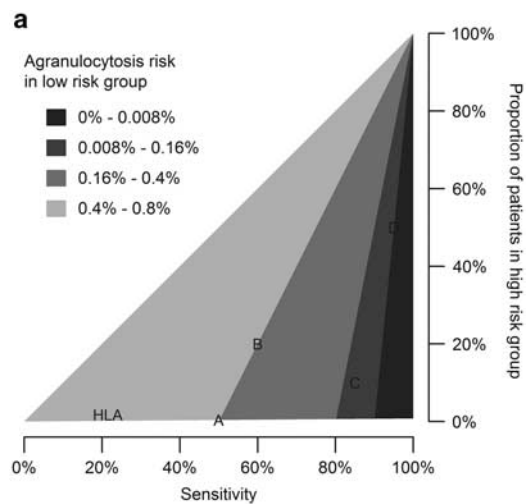 a
Agranulocytosis risk
in low risk group
0% - 0.008%
0.008% - 0.16%
0.16% - 0.4%
0.4% - 0.8%
100%
80%
60%
40%
20%
0%
Proportion of patients in high risk group
D
B
C
HLA
A
0% 20% 40% 60% 80% 100%
Sensitivity